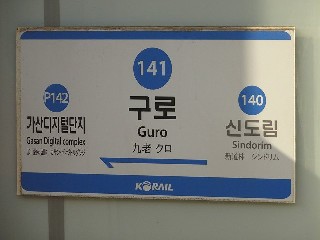 141
구로
Guro
九老 クロ
P142
가산디지털단지
Gasan Digital complex
140
신도림
Sindorim
新道林 シンドリム
KORAIL